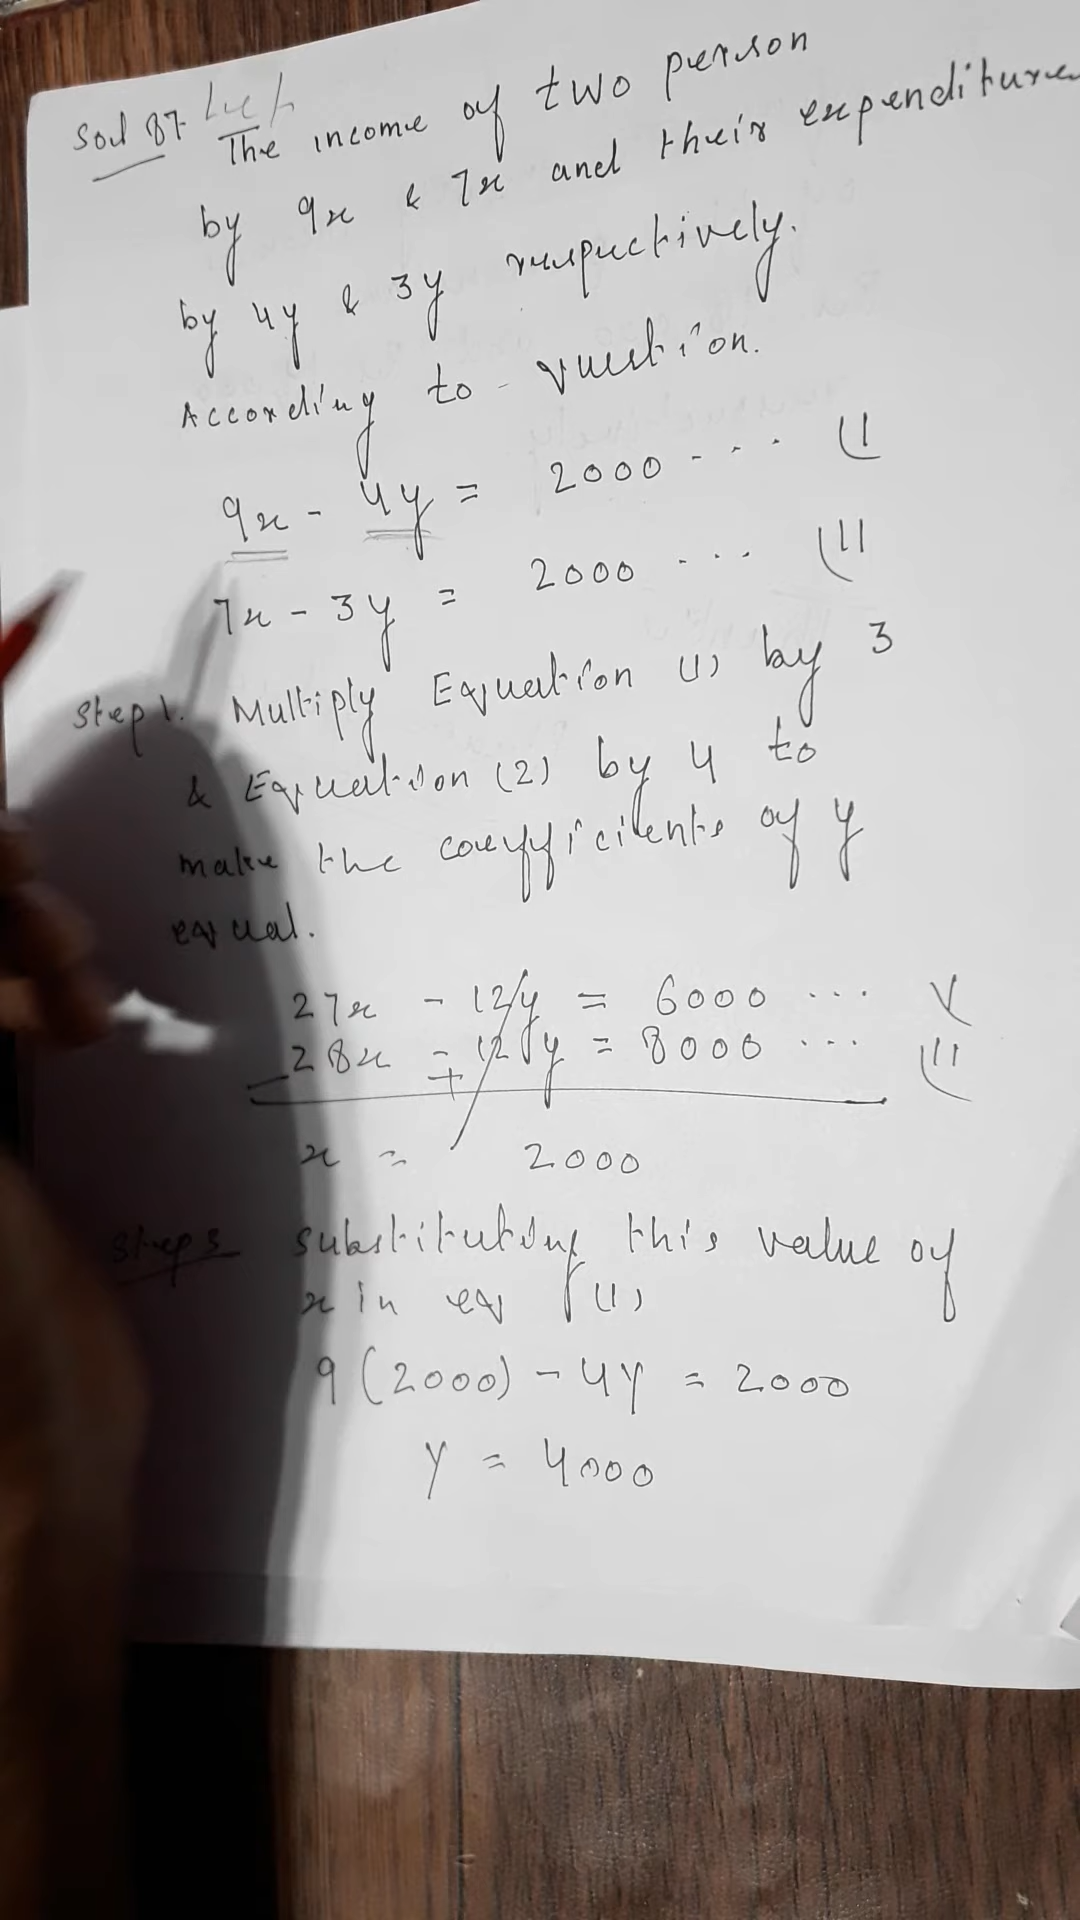 Sol 87 Let
The income of two person
by 9x & 7x and their expenditure
by 4y & 3y respectively.
According to question.
9x - 4y = 2000 ... (1
7x - 3y = 2000 ... (11
Step 1. Multiply Equation (1) by 3
& Equation (2) by 4 to
make the coefficients of y
equal.
27x - 12y = 6000 ...
28x - 12y = 8000 ... (111
+
x = 2000
Step 3 substituting this value of
x in eq (1)
9 (2000) - 4y = 2000
y = 4000